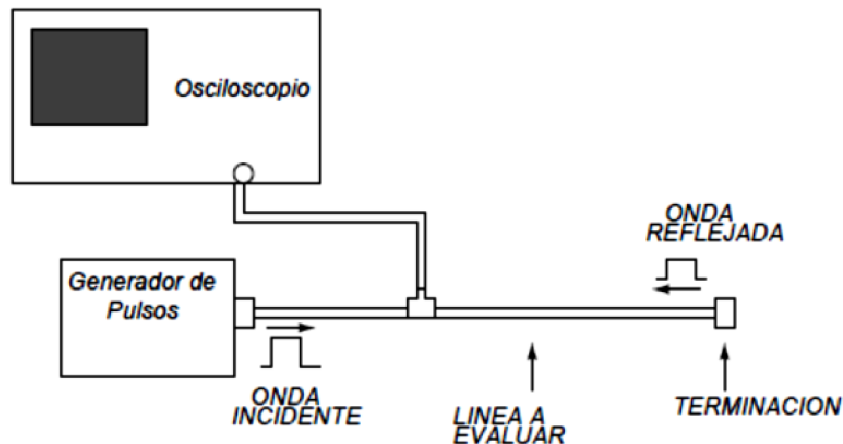 Osciloscopio
ONDA
REFLEJADA
Generador de
Pulsos
ONDA
INCIDENTE
LINEA A
EVALUAR
TERMINACION